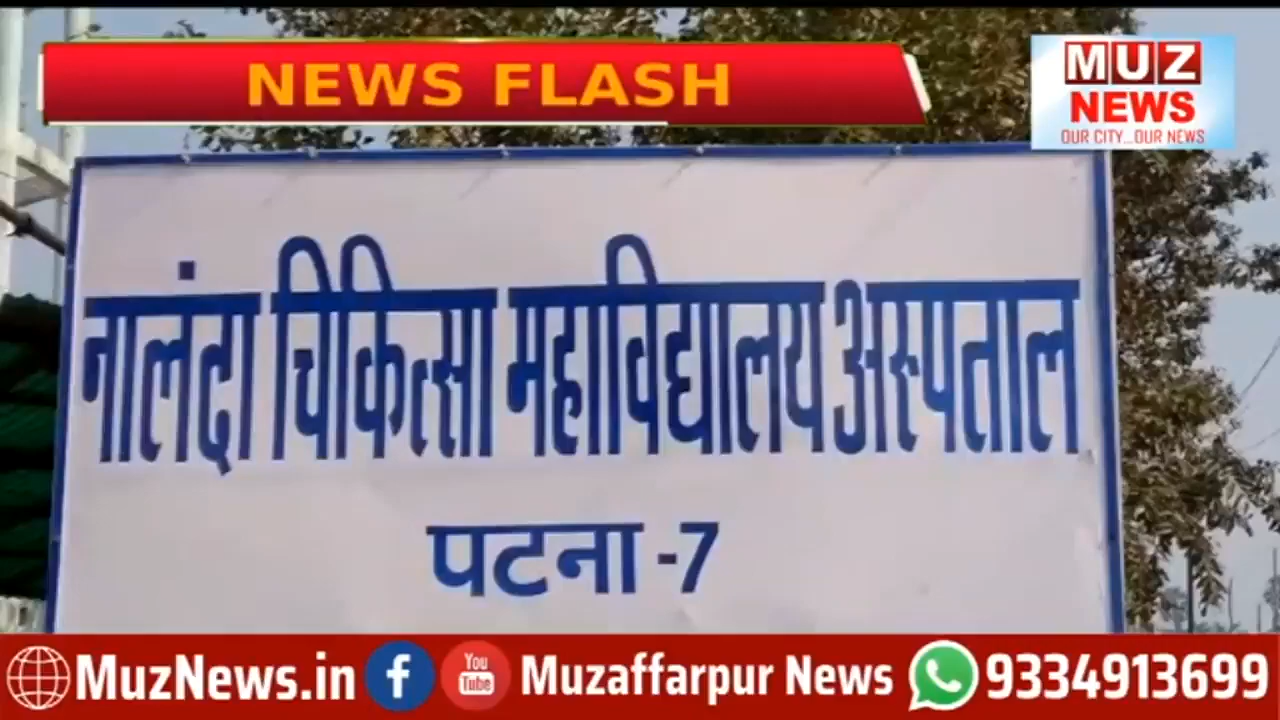 NEWS FLASH
MUZ
NEWS
OUR CITY...OUR NEWS
नालंदा चिकित्सा महाविद्यालय अस्पताल
पटना -7
MuzNews.in f You Tube Muzaffarpur News 9334913699